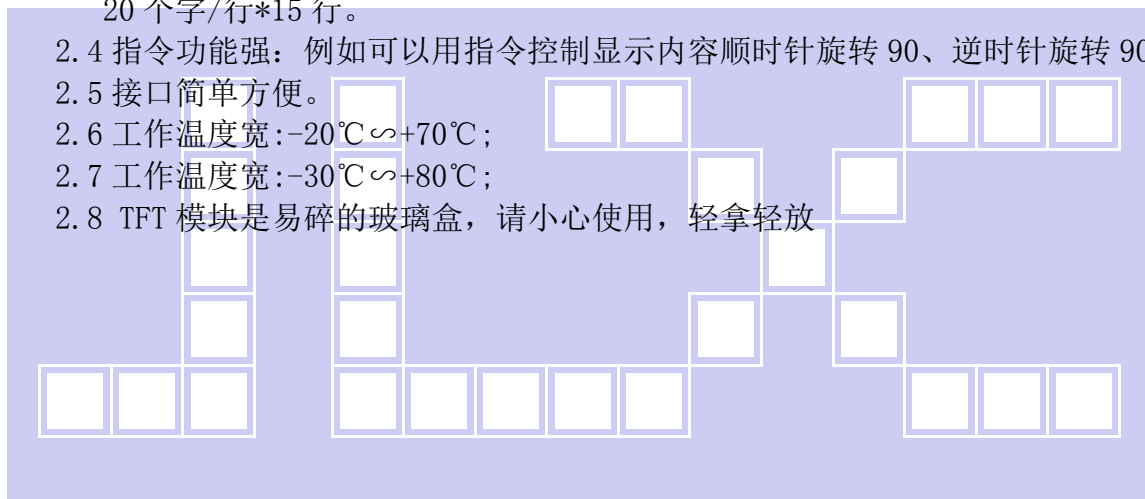 20 个字/行*15 行。
2.4 指令功能强：例如可以用指令控制显示内容顺时针旋转 90、逆时针旋转 90
2.5 接口简单方便。
2.6 工作温度宽:-20℃∽+70℃;
2.7 工作温度宽:-30℃∽+80℃;
2.8 TFT 模块是易碎的玻璃盒，请小心使用，轻拿轻放